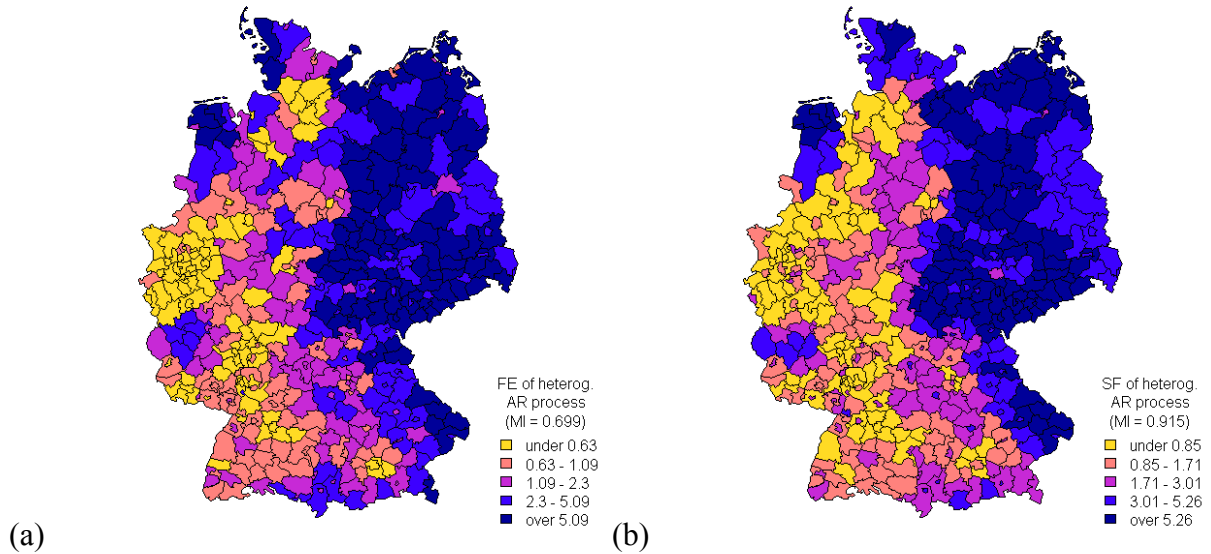 FE of heterog.
AR process
(MI = 0.699)
under 0.63
0.63 - 1.09
1.09 - 2.3
2.3 - 5.09
over 5.09
(a)
SF of heterog.
AR process
(MI = 0.915)
under 0.85
0.85 - 1.71
1.71 - 3.01
3.01 - 5.26
over 5.26
(b)